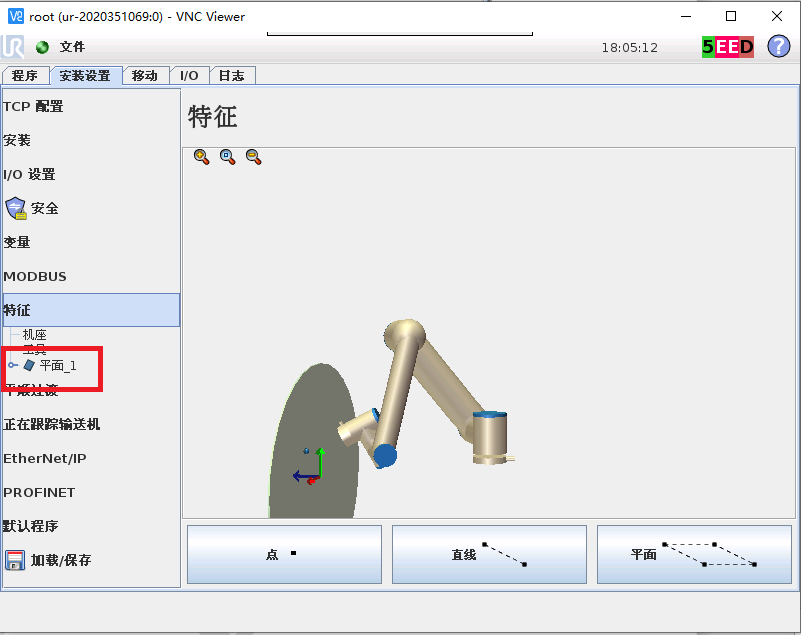 root (ur-2020351069:0) - VNC Viewer
UR 文件 18:05:12 5EED ?
程序 安装设置 移动 I/O 日志
TCP 配置
安装
I/O 设置
安全
变量
MODBUS
特征
机座
工具
平面_1
平顺过渡
正在跟踪输送机
EtherNet/IP
PROFINET
默认程序
加载/保存
特征
点 直线 平面